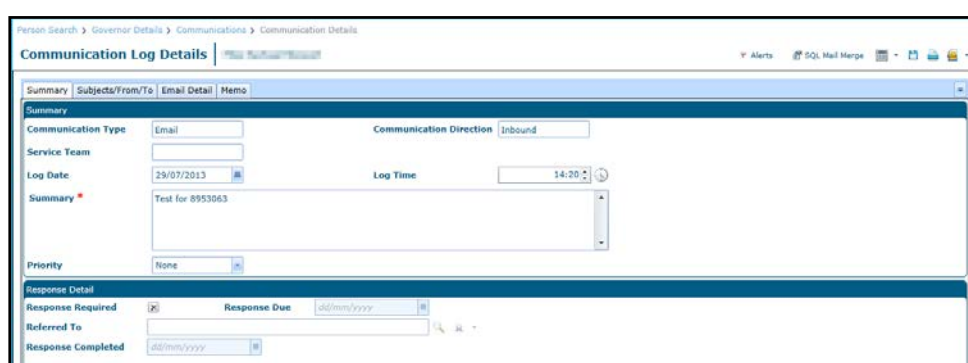 Person Search > Governor Details > Communications > Communication Details
Communication Log Details
Alerts SQL Mail Merge
Summary Subjects/From/To Email Detail Memo
Summary
Communication Type Email Communication Direction Inbound
Service Team
Log Date 29/07/2013 Log Time 14:20
Summary * Test for 8953063
Priority None
Response Detail
Response Required Response Due dd/mm/yyyy
Referred To
Response Completed dd/mm/yyyy